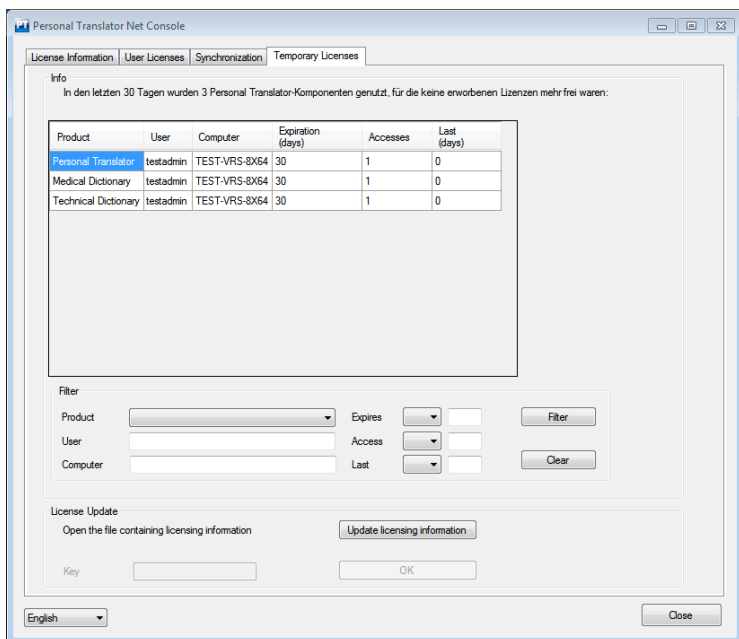 PT Personal Translator Net Console
License Information User Licenses Synchronization Temporary Licenses
Info
In den letzten 30 Tagen wurden 3 Personal Translator-Komponenten genutzt, für die keine erworbenen Lizenzen mehr frei waren:
Product User Computer Expiration (days) Accesses Last (days)
Personal Translator testadmin TEST-VRS-8X64 30 1 0
Medical Dictionary testadmin TEST-VRS-8X64 30 1 0
Technical Dictionary testadmin TEST-VRS-8X64 30 1 0
Filter
Product Expires Filter
User Access
Computer Last Clear
License Update
Open the file containing licensing information Update licensing information
Key OK
English Close